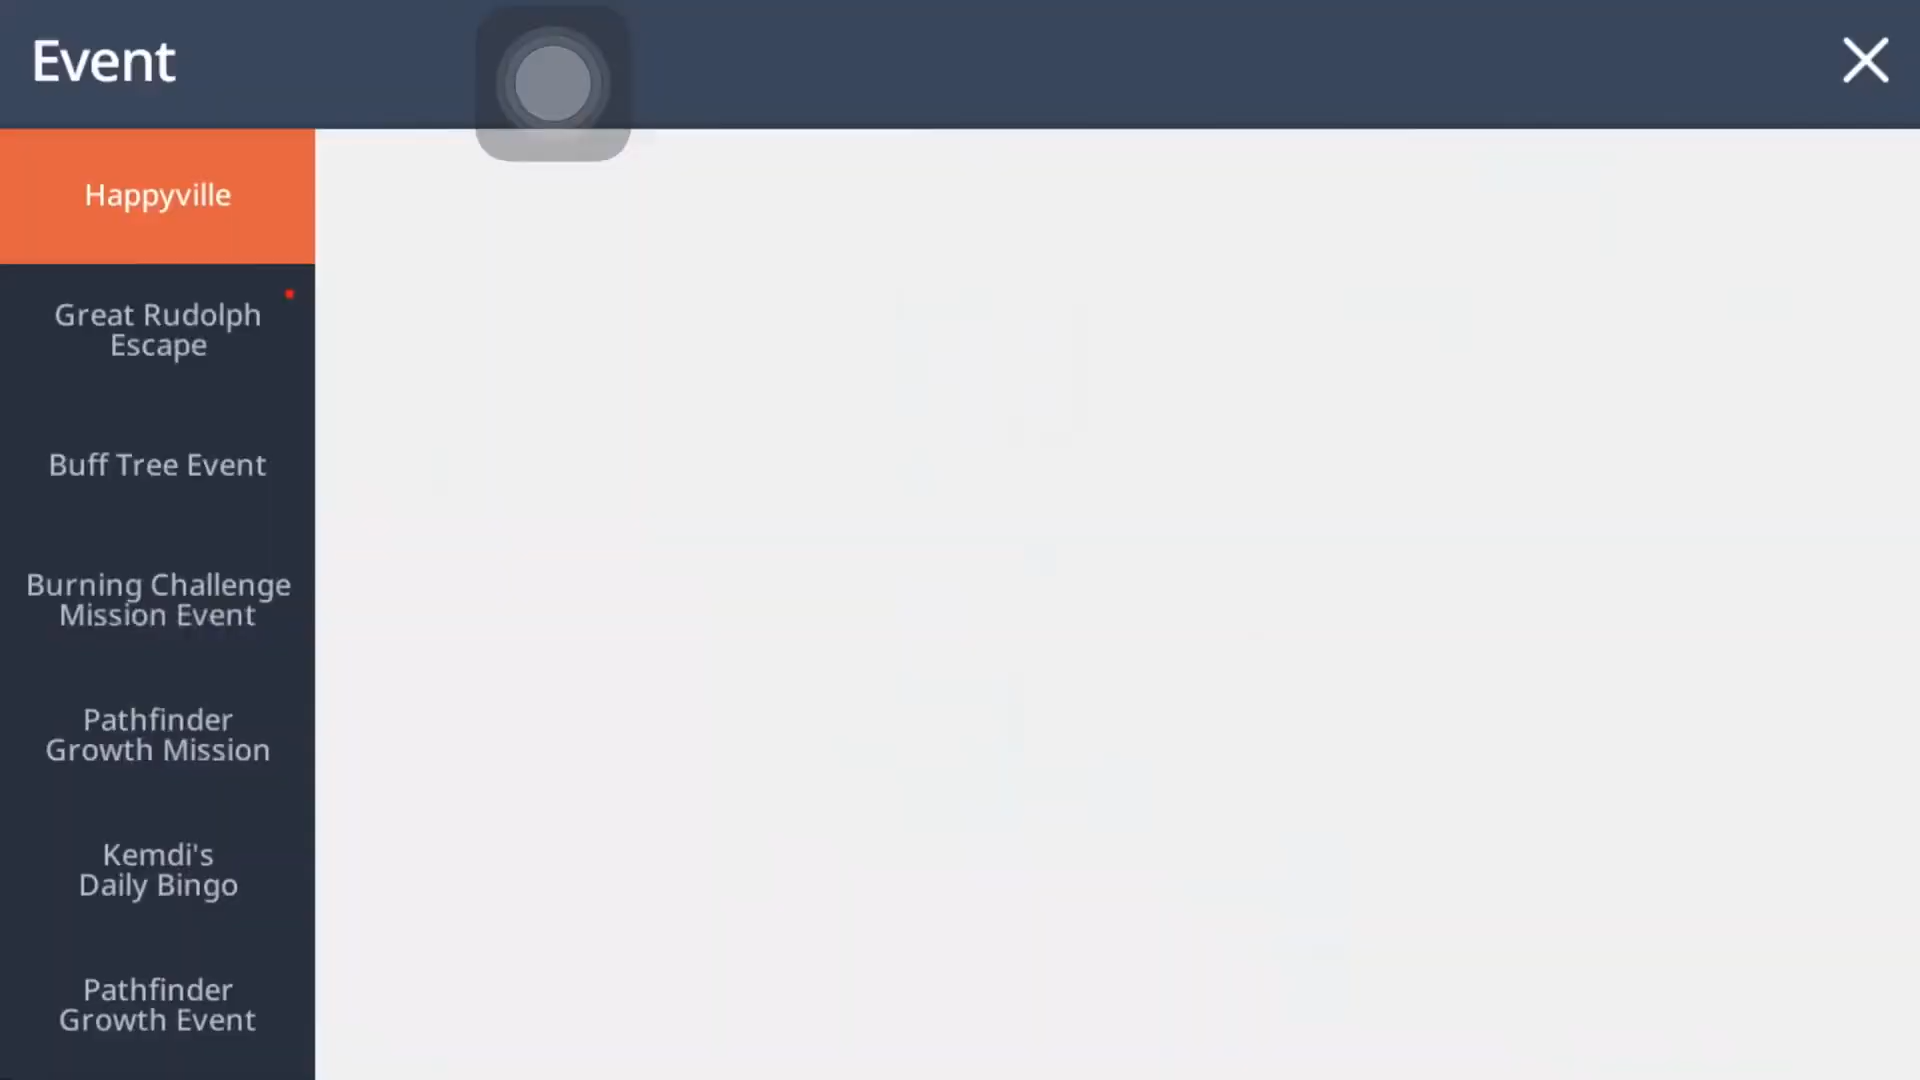 Event
Happyville
Great Rudolph
Escape
Buff Tree Event
Burning Challenge
Mission Event
Pathfinder
Growth Mission
Kemdi's
Daily Bingo
Pathfinder
Growth Event